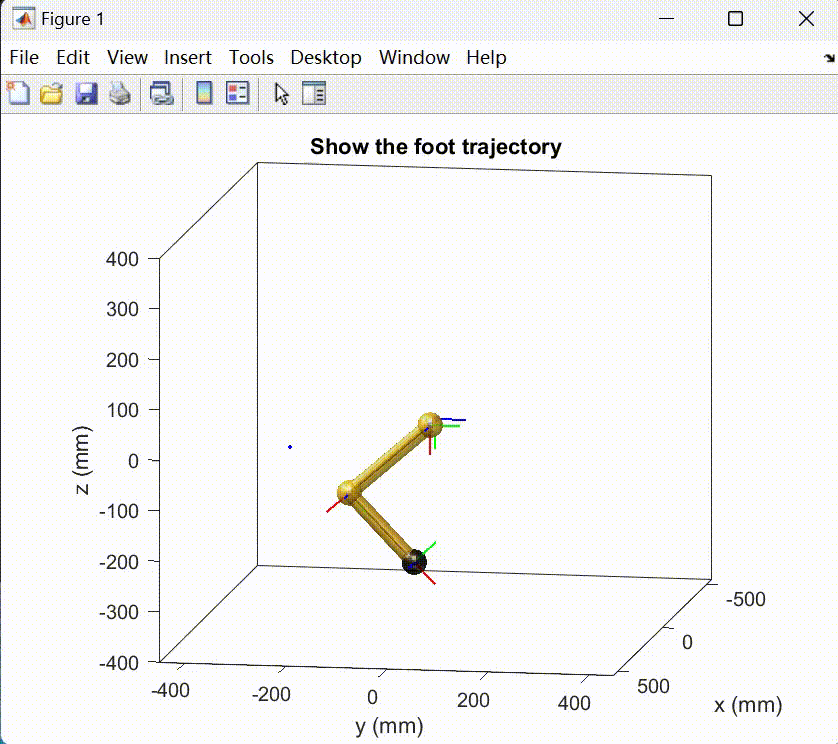 Figure 1
File Edit View Insert Tools Desktop Window Help
Show the foot trajectory
400
300
200
100
0
-100
-200
-300
-400
z (mm)
-400 -200 0 200 400
y (mm)
-500
0
500
x (mm)